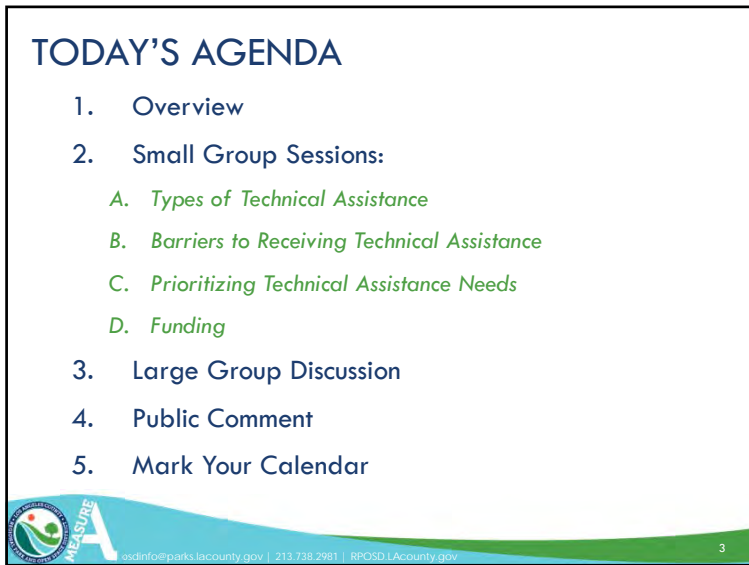 TODAY'S AGENDA
1. Overview
2. Small Group Sessions:
A. Types of Technical Assistance
B. Barriers to Receiving Technical Assistance
C. Prioritizing Technical Assistance Needs
D. Funding
3. Large Group Discussion
4. Public Comment
5. Mark Your Calendar
MEASURE A
osdinfo@parks.lacounty.gov | 213.738.2981 | RPOSD.LAcounty.gov
3